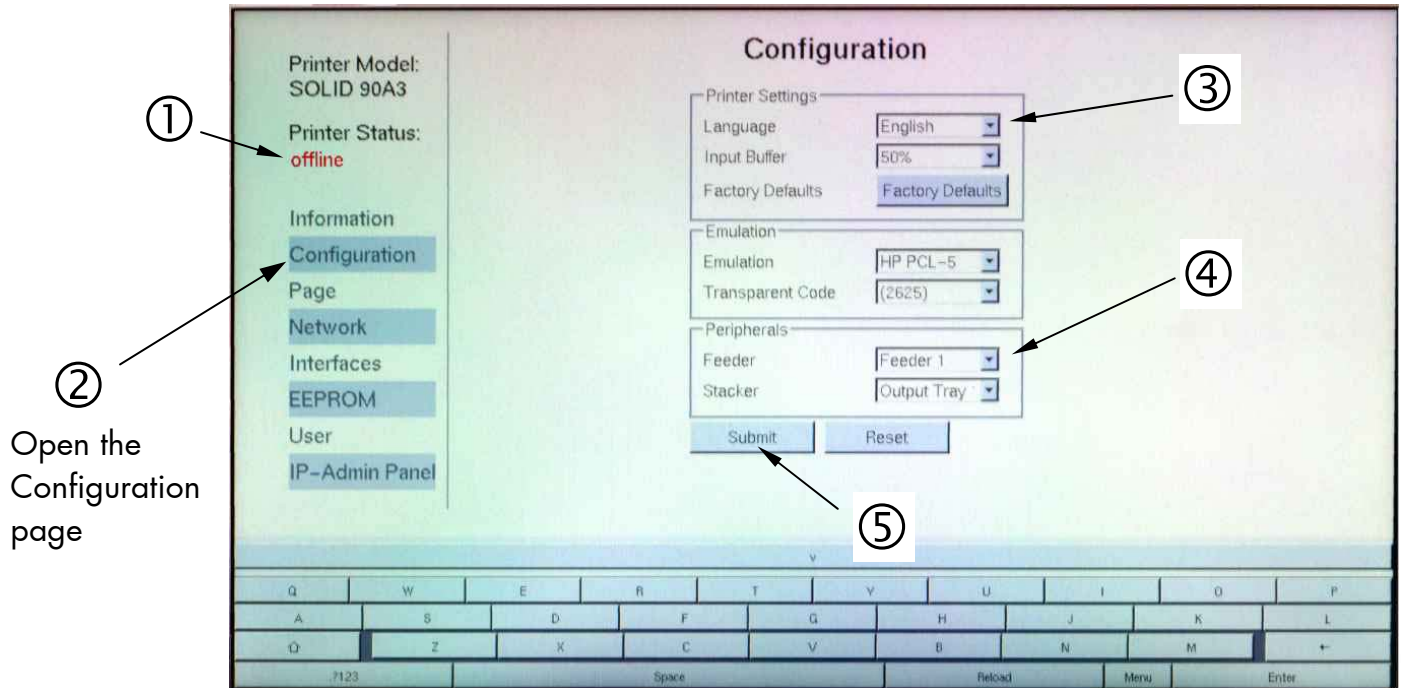 Configuration
Printer Model:
SOLID 90A3
①
Printer Status:
offline
Information
Configuration
Page
Network
Interfaces
EEPROM
User
IP-Admin Panel
②
Open the
Configuration
page
Printer Settings
③
Language English
Input Buffer 50%
Factory Defaults Factory Defaults
Emulation
Emulation HP PCL-5
Transparent Code (2625)
④
Peripherals
Feeder Feeder 1
Stacker Output Tray
Submit Reset
⑤
v
Q W E R T Y U I O P
A S D F G H J K L
Z X C V B N M ←
.?123 Space Reload Menu Enter